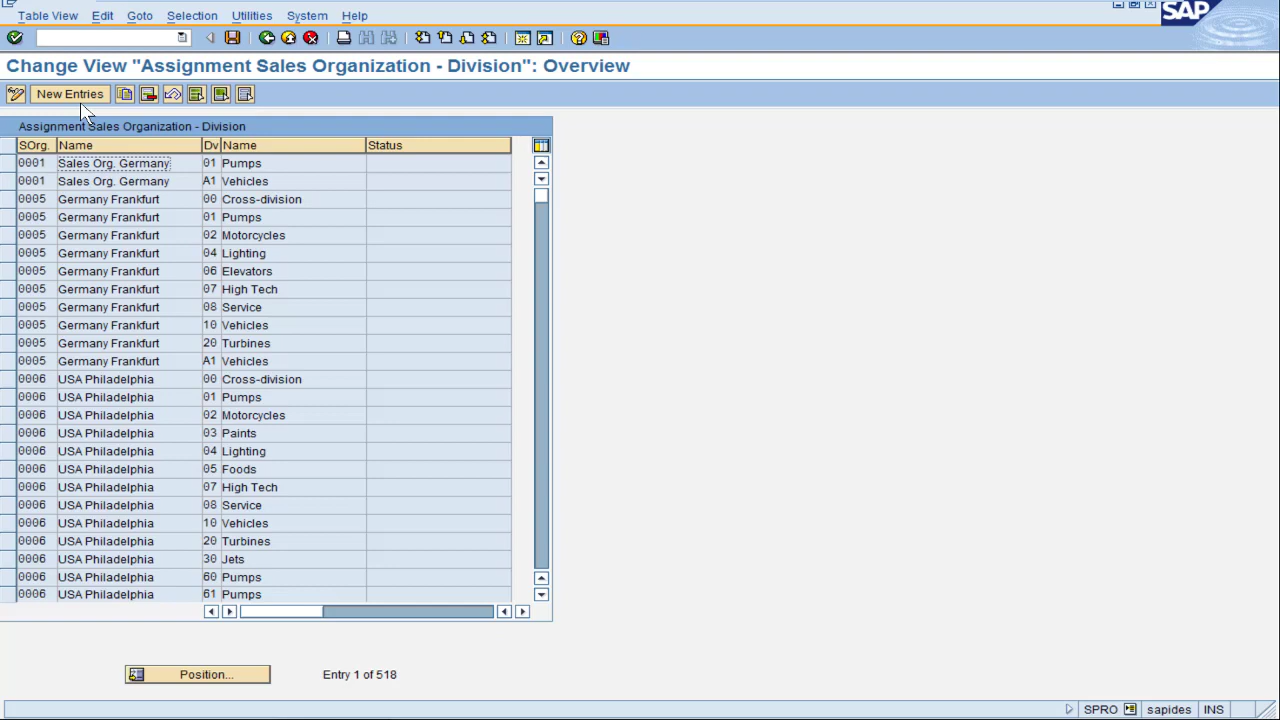 Table View Edit Goto Selection Utilities System Help
SAP
Change View "Assignment Sales Organization - Division": Overview
New Entries
Assignment Sales Organization - Division
SOrg. Name Dv Name Status
0001 Sales Org. Germany 01 Pumps
0001 Sales Org. Germany A1 Vehicles
0005 Germany Frankfurt 00 Cross-division
0005 Germany Frankfurt 01 Pumps
0005 Germany Frankfurt 02 Motorcycles
0005 Germany Frankfurt 04 Lighting
0005 Germany Frankfurt 06 Elevators
0005 Germany Frankfurt 07 High Tech
0005 Germany Frankfurt 08 Service
0005 Germany Frankfurt 10 Vehicles
0005 Germany Frankfurt 20 Turbines
0005 Germany Frankfurt A1 Vehicles
0006 USA Philadelphia 00 Cross-division
0006 USA Philadelphia 01 Pumps
0006 USA Philadelphia 02 Motorcycles
0006 USA Philadelphia 03 Paints
0006 USA Philadelphia 04 Lighting
0006 USA Philadelphia 05 Foods
0006 USA Philadelphia 07 High Tech
0006 USA Philadelphia 08 Service
0006 USA Philadelphia 10 Vehicles
0006 USA Philadelphia 20 Turbines
0006 USA Philadelphia 30 Jets
0006 USA Philadelphia 60 Pumps
0006 USA Philadelphia 61 Pumps
Position... Entry 1 of 518
SPRO sapides INS